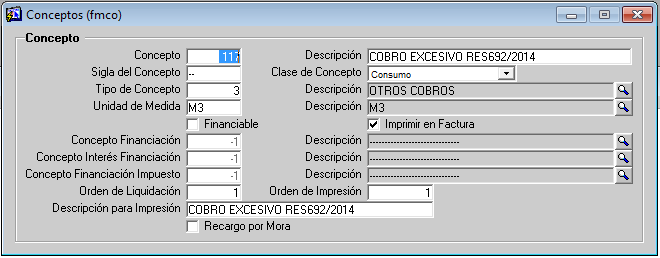 Conceptos (fmco)
Concepto
Concepto 117 Descripción COBRO EXCESIVO RES692/2014
Sigla del Concepto -- Clase de Concepto Consumo
Tipo de Concepto 3 Descripción OTROS COBROS
Unidad de Medida M3 Descripción M3
Financiable Imprimir en Factura
Concepto Financiación -1 Descripción ------------------------------
Concepto Interés Financiación -1 Descripción ------------------------------
Concepto Financiación Impuesto -1 Descripción ------------------------------
Orden de Liquidación 1 Orden de Impresión 1
Descripción para Impresión COBRO EXCESIVO RES692/2014
Recargo por Mora